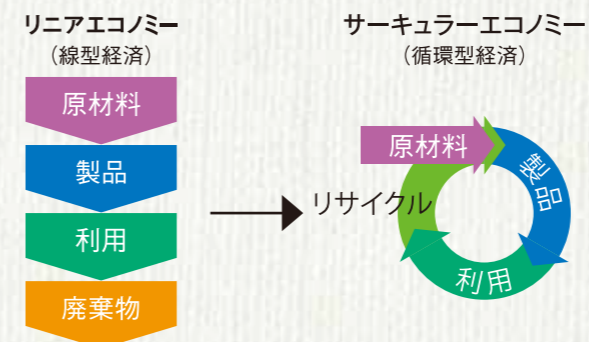 リニアエコノミー
（線型経済）
原材料
製品
利用
廃棄物
サーキュラーエコノミー
（循環型経済）
原材料
製品
利用
リサイクル